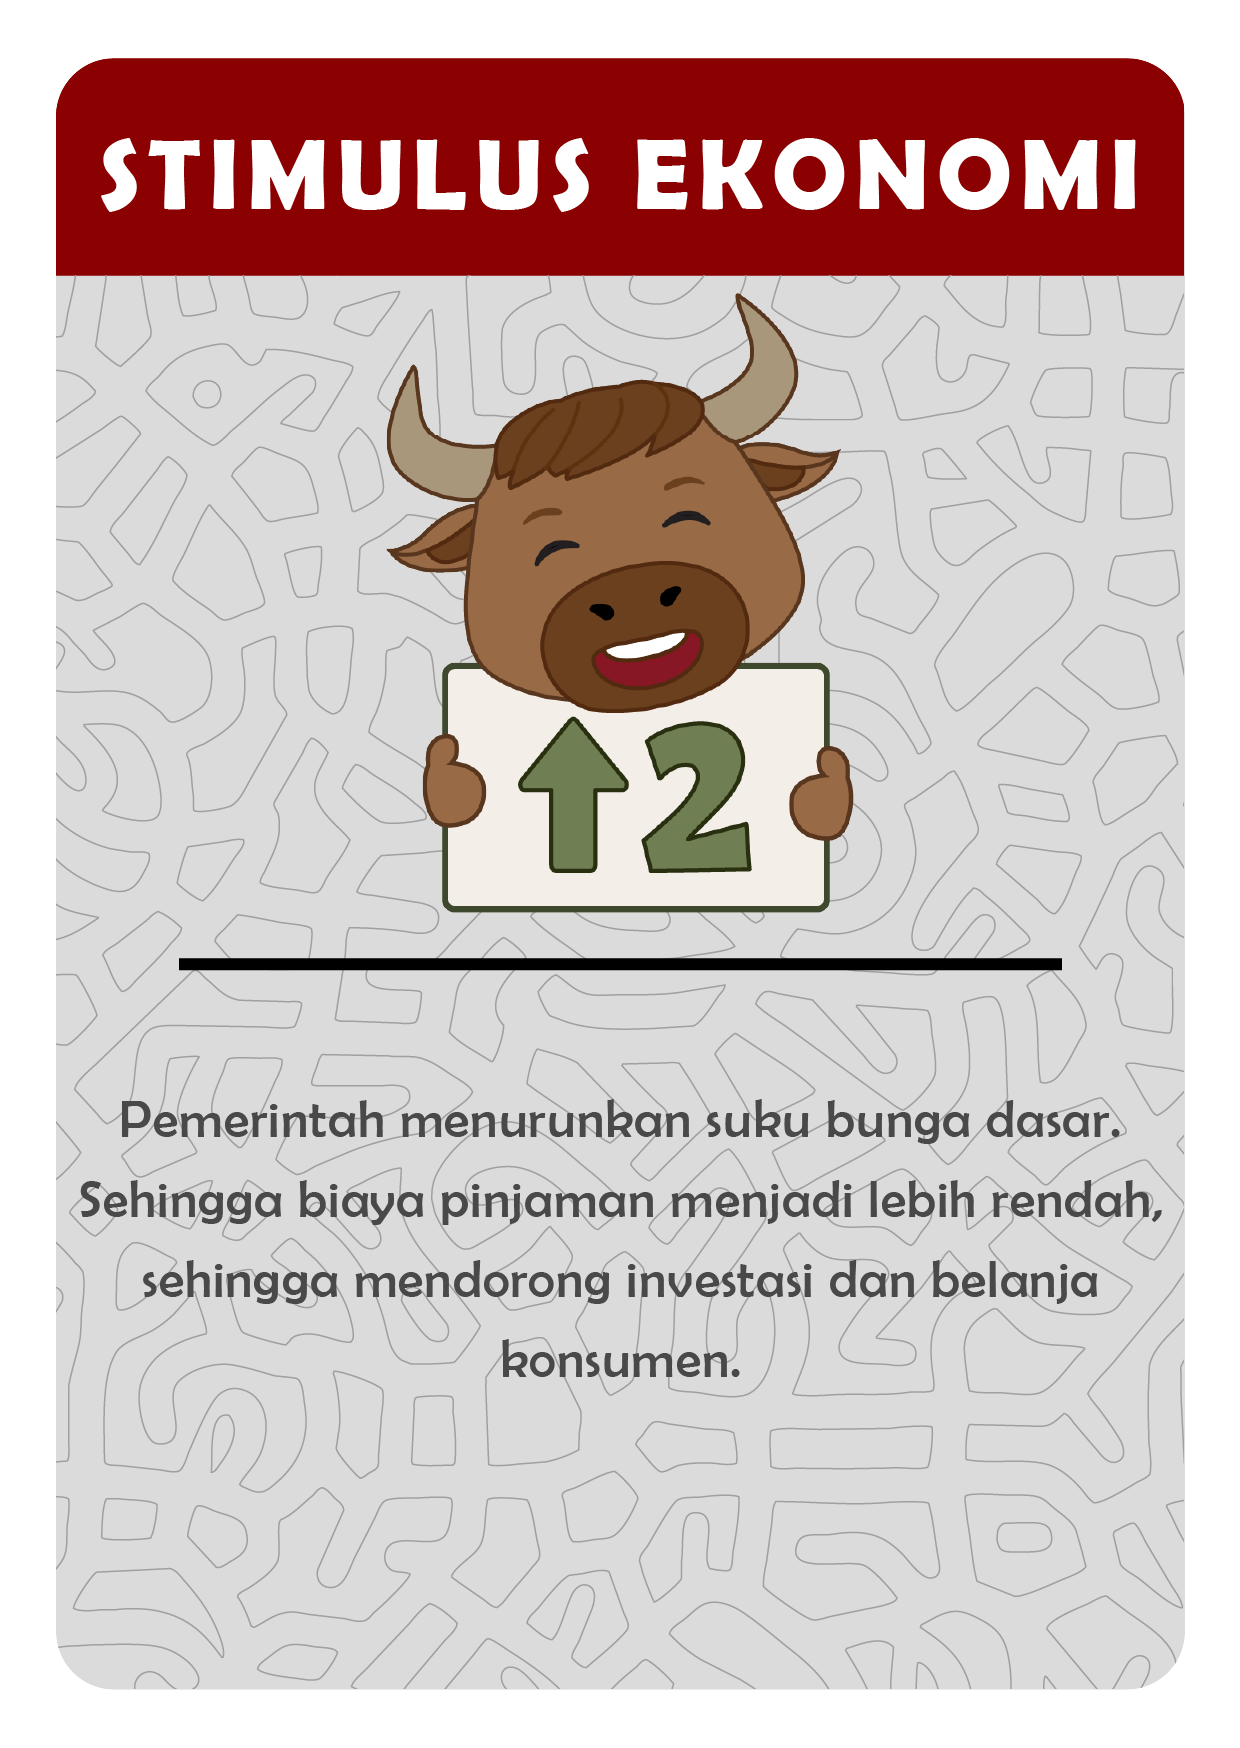 STIMULUS EKONOMI
↑2
Pemerintah menurunkan suku bunga dasar.
Sehingga biaya pinjaman menjadi lebih rendah,
sehingga mendorong investasi dan belanja
konsumen.